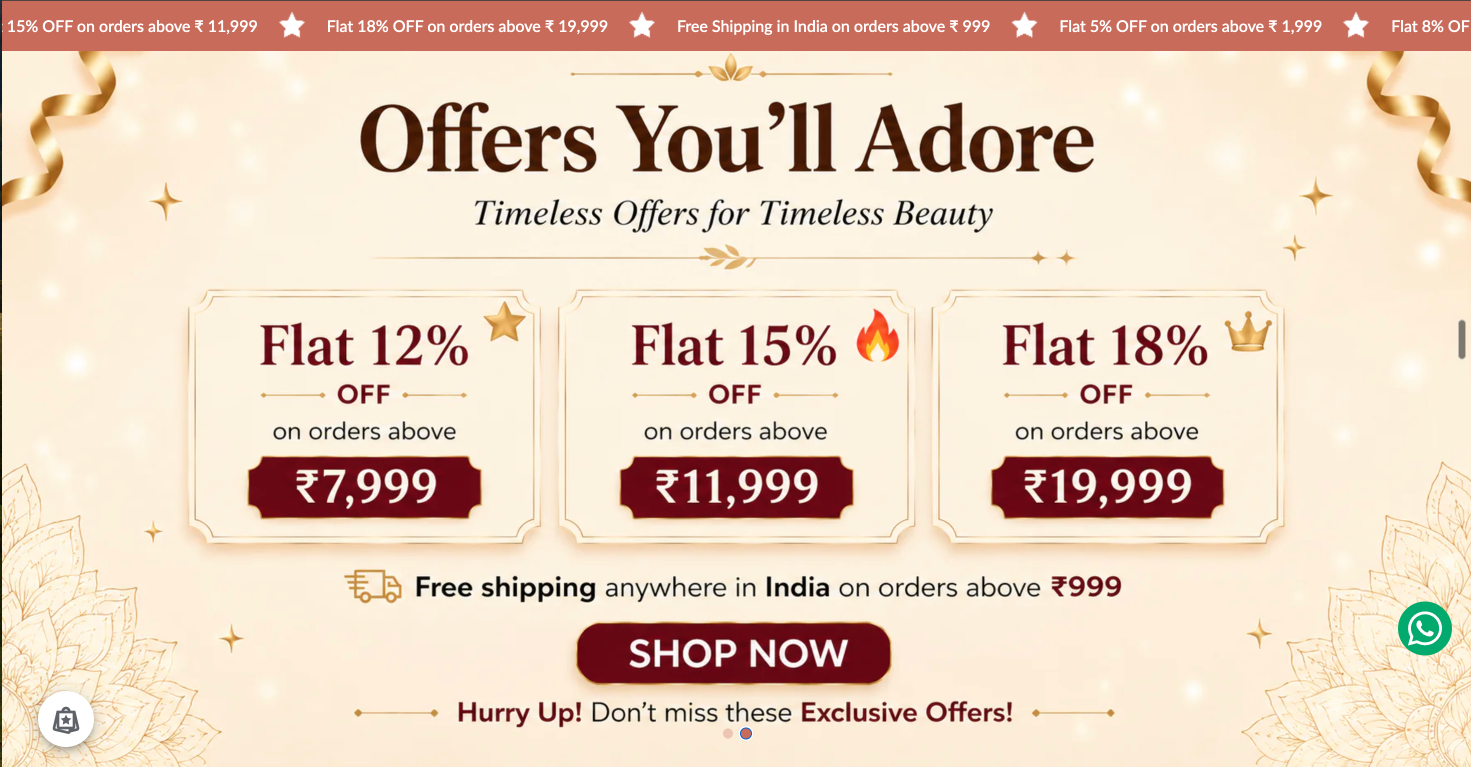 15% OFF on orders above ₹ 11,999 Flat 18% OFF on orders above ₹ 19,999 Free Shipping in India on orders above ₹ 999 Flat 5% OFF on orders above ₹ 1,999 Flat 8% OF
Offers You’ll Adore
Timeless Offers for Timeless Beauty
Flat 12%
OFF
on orders above
₹7,999
Flat 15%
OFF
on orders above
₹11,999
Flat 18%
OFF
on orders above
₹19,999
Free shipping anywhere in India on orders above ₹999
SHOP NOW
Hurry Up! Don’t miss these Exclusive Offers!